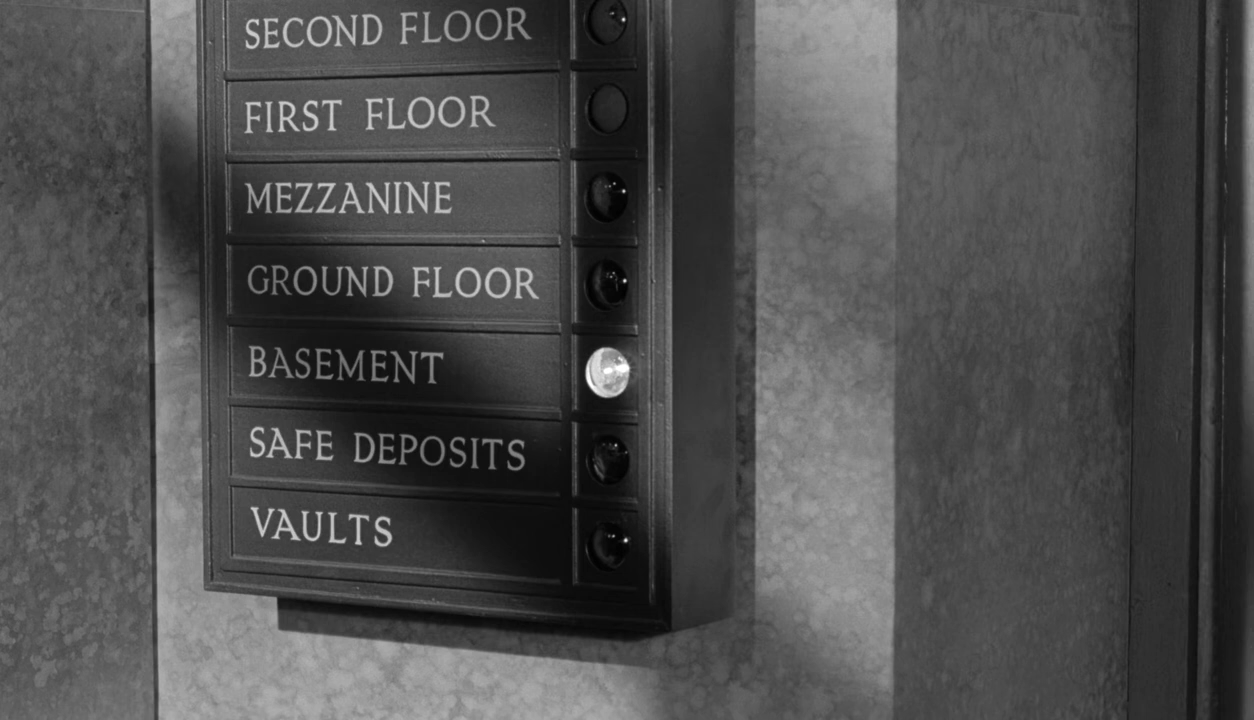 SECOND FLOOR
FIRST FLOOR
MEZZANINE
GROUND FLOOR
BASEMENT
SAFE DEPOSITS
VAULTS